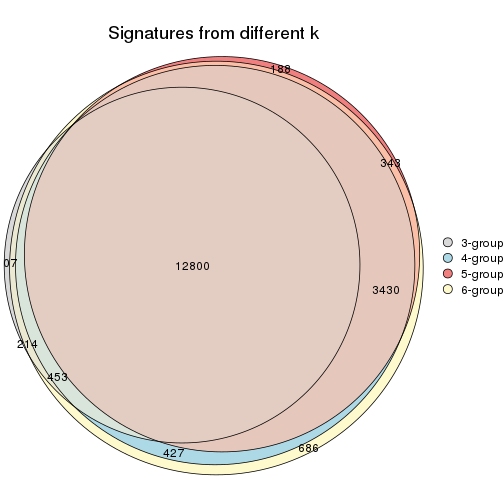 Signatures from different k
188
343
07
12800
3-group
4-group
5-group
6-group
3430
214
453
427
686